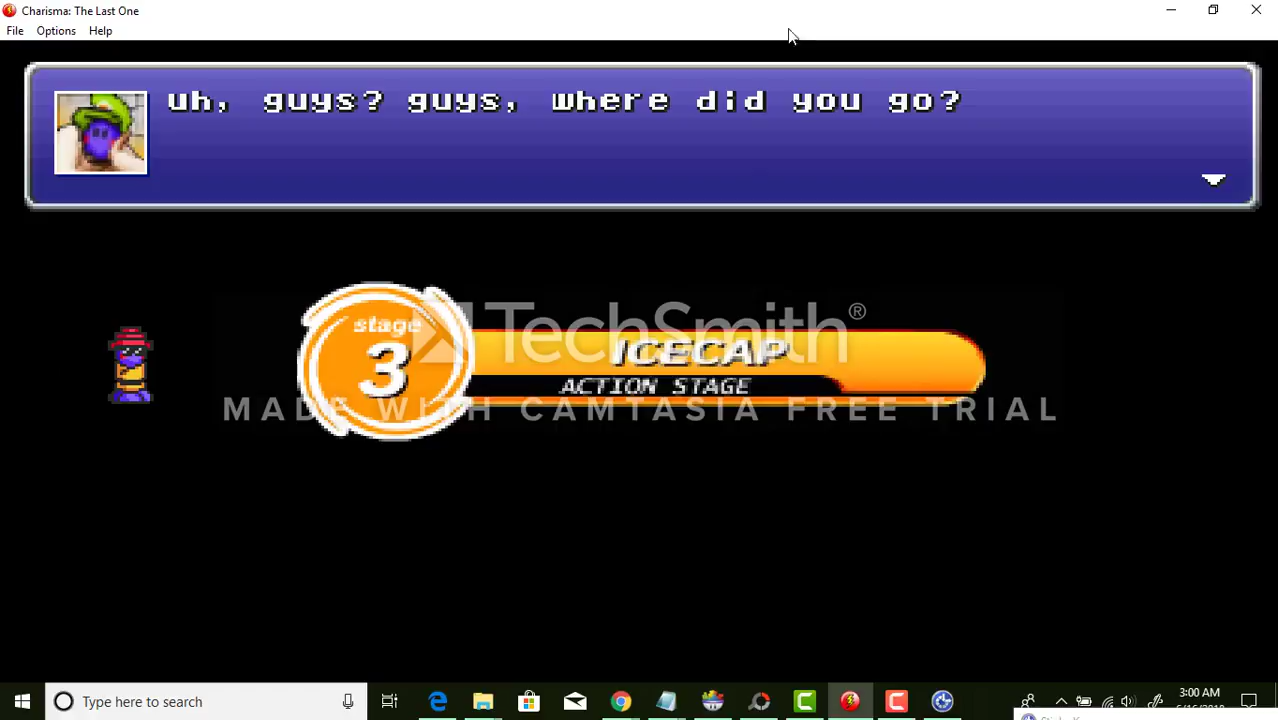 Charisma: The Last One
File Options Help
uh, guys? guys, where did you go?
stage
3
ICECAP
ACTION STAGE
TechSmith®
MADE WITH CAMTASIA FREE TRIAL
Type here to search
3:00 AM